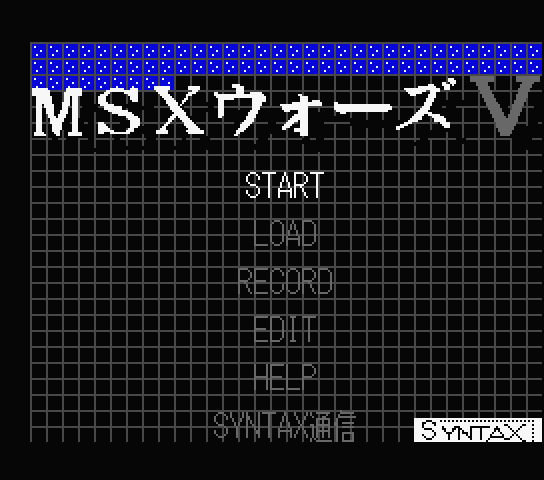 MSXウォーズV
START
LOAD
RECORD
EDIT
HELP
SYNTAX通信
SYNTAX